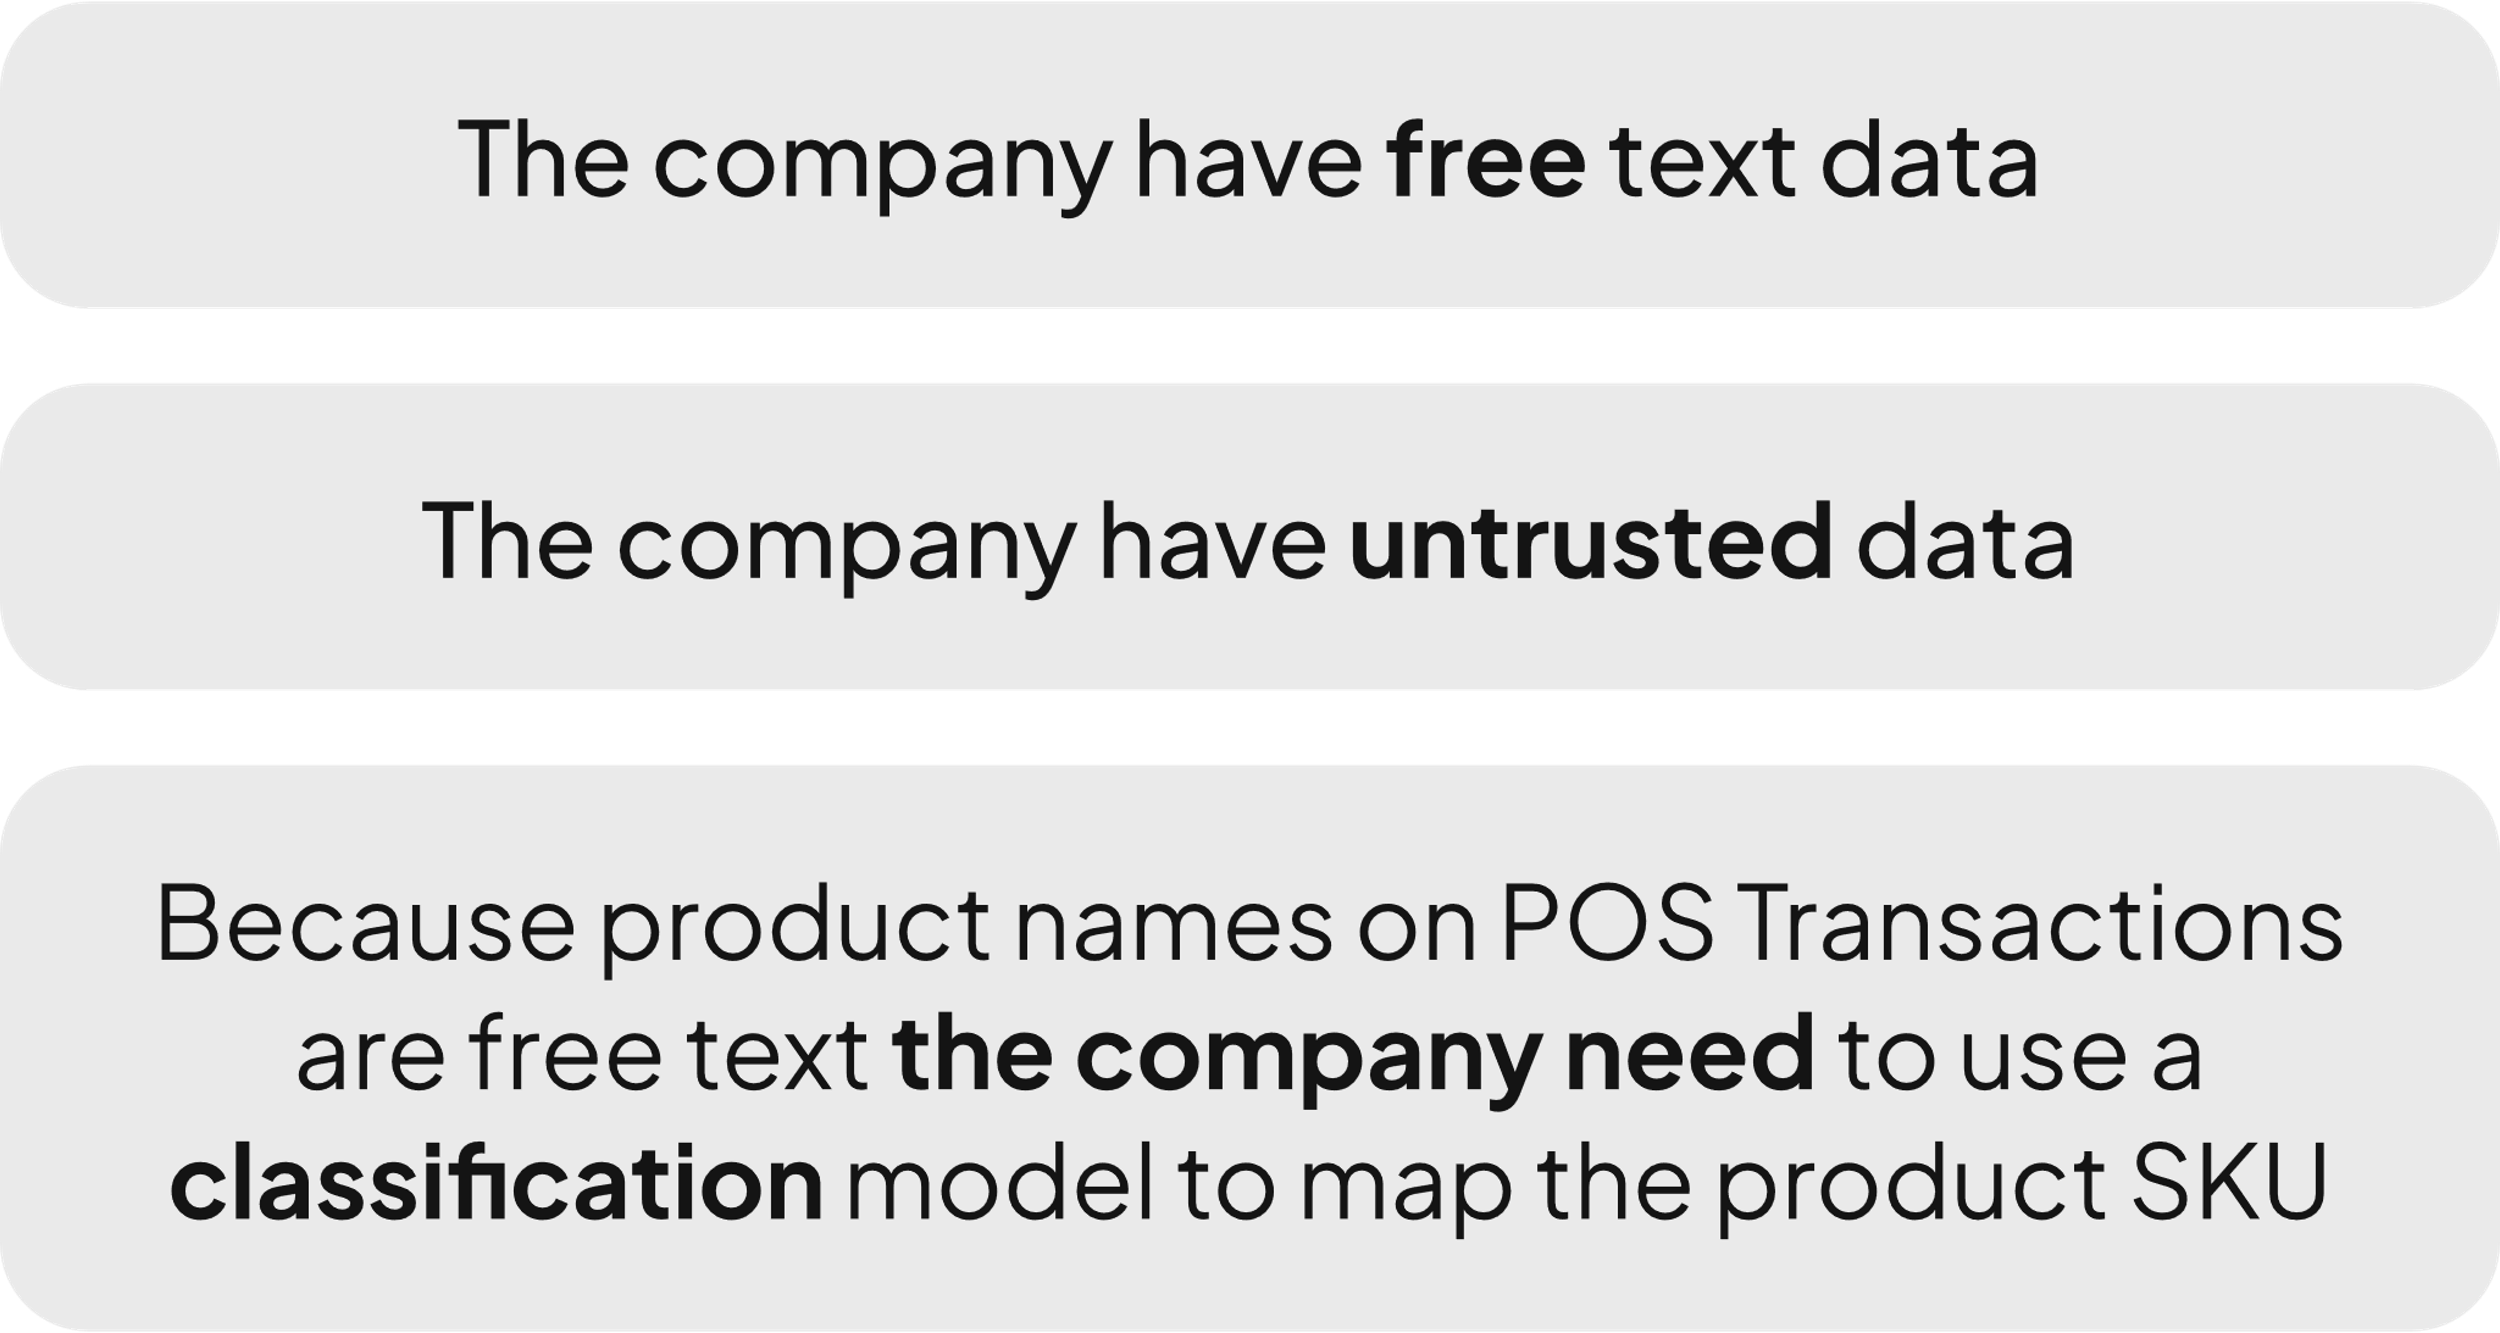 The company have free text data
The company have untrusted data
Because product names on POS Transactions
are free text the company need to use a
classification model to map the product SKU